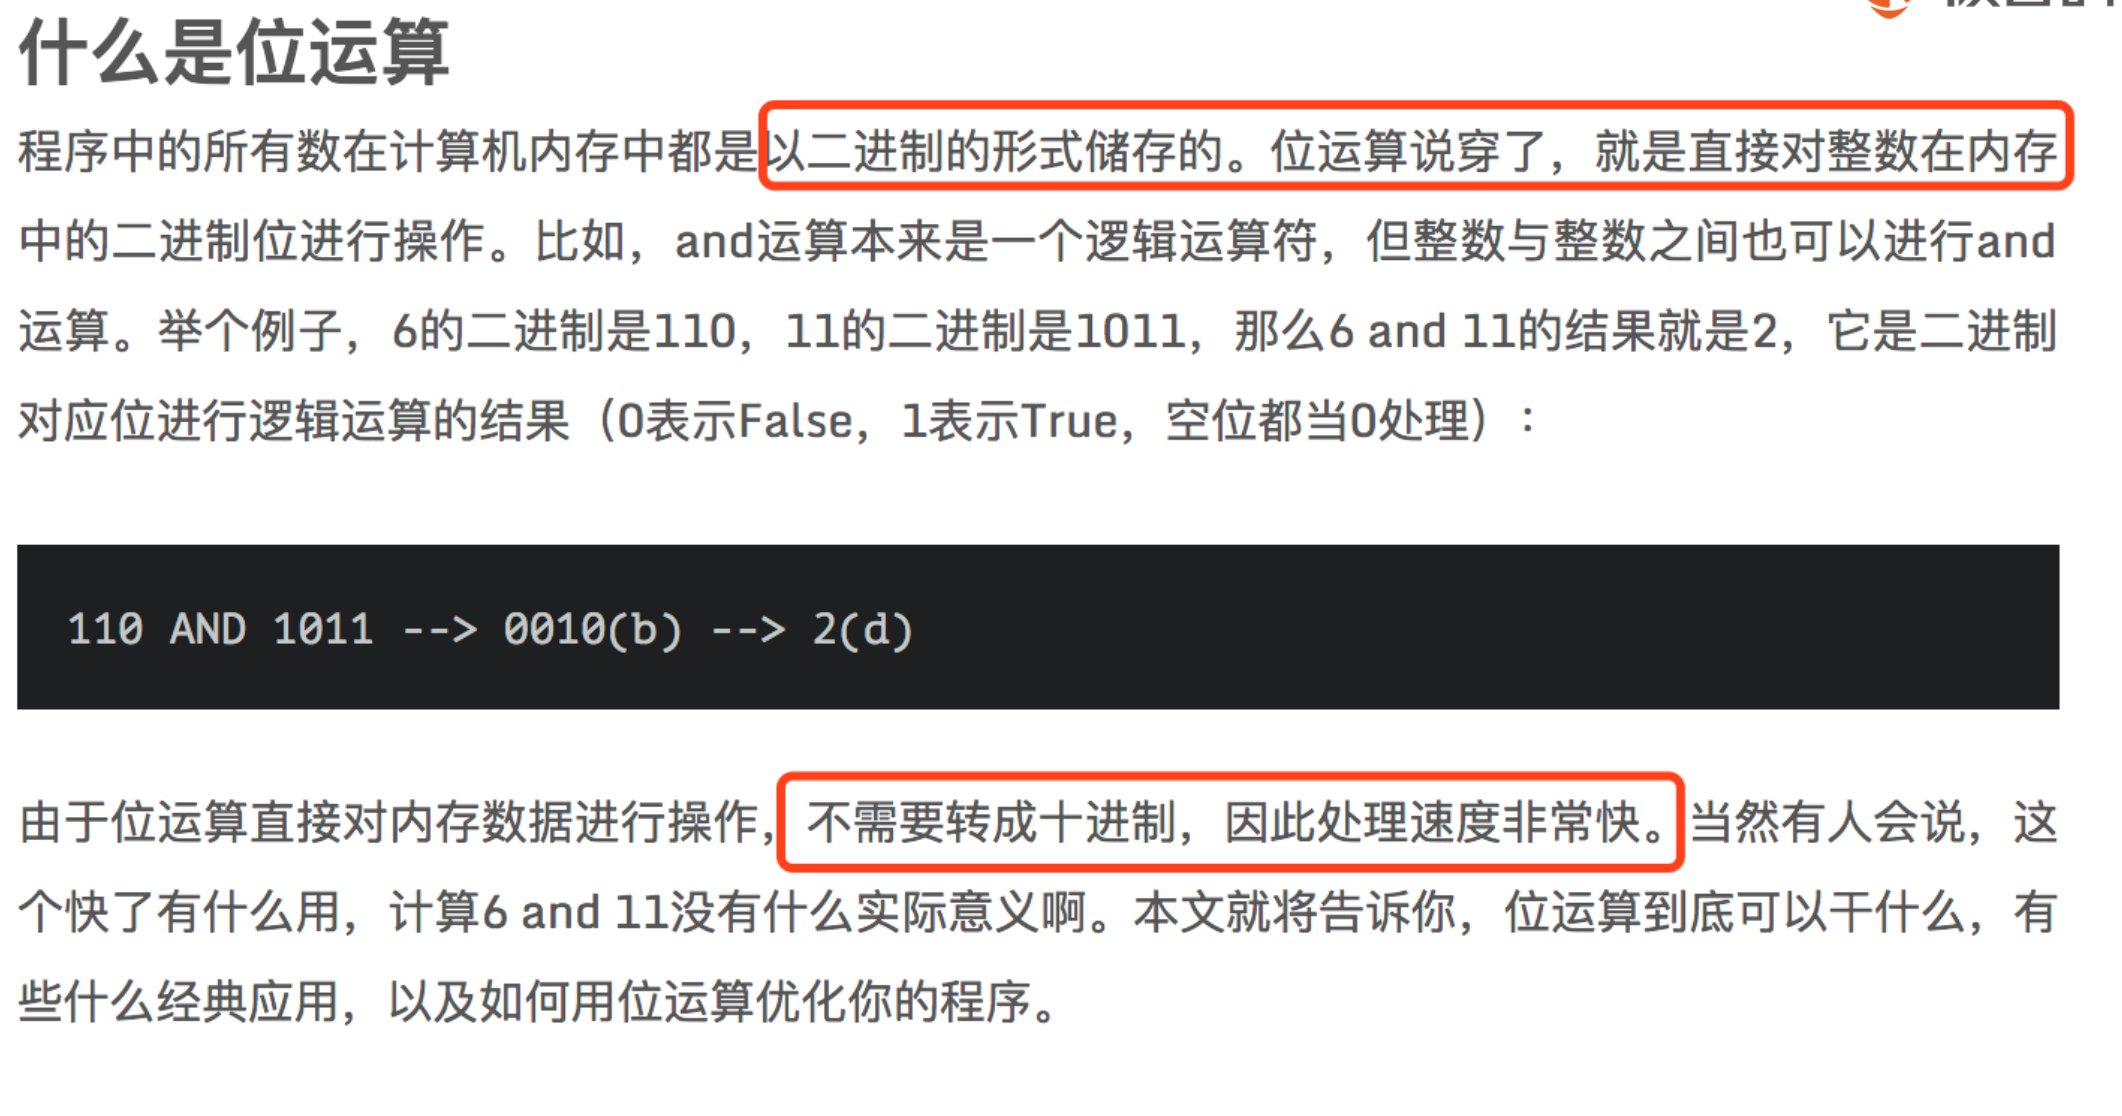 什么是位运算
程序中的所有数在计算机内存中都是以二进制的形式储存的。位运算说穿了，就是直接对整数在内存
中的二进制位进行操作。比如，and运算本来是一个逻辑运算符，但整数与整数之间也可以进行and
运算。举个例子，6的二进制是110，11的二进制是1011，那么6 and 11的结果就是2，它是二进制
对应位进行逻辑运算的结果（0表示False，1表示True，空位都当0处理）：
110 AND 1011 --> 0010(b) --> 2(d)
由于位运算直接对内存数据进行操作，不需要转成十进制，因此处理速度非常快。当然有人会说，这
个快了有什么用，计算6 and 11没有什么实际意义啊。本文就将告诉你，位运算到底可以干什么，有
些什么经典应用，以及如何用位运算优化你的程序。